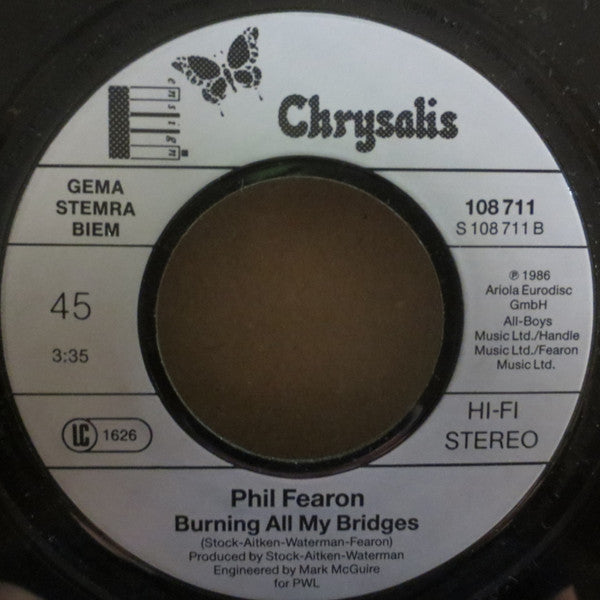 ensign.
Chrysalis
GEMA
STEMRA
BIEM
108 711
S 108 711 B
45
3:35
℗ 1986
Ariola Eurodisc
GmbH
All-Boys
Music Ltd./Handle
Music Ltd./Fearon
Music Ltd.
LC 1626
HI-FI
STEREO
Phil Fearon
Burning All My Bridges
(Stock-Aitken-Waterman-Fearon)
Produced by Stock-Aitken-Waterman
Engineered by Mark McGuire
for PWL